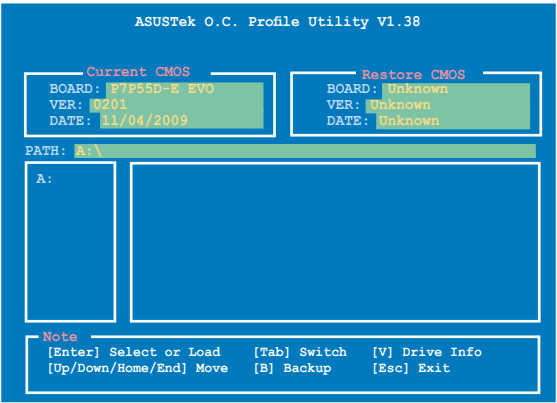 ASUSTek O.C. Profile Utility V1.38
Current CMOS
BOARD: P7P55D-E EVO
VER: 0201
DATE: 11/04/2009
Restore CMOS
BOARD: Unknown
VER: Unknown
DATE: Unknown
PATH: A:\
A:
Note
[Enter] Select or Load [Tab] Switch [V] Drive Info
[Up/Down/Home/End] Move [B] Backup [Esc] Exit